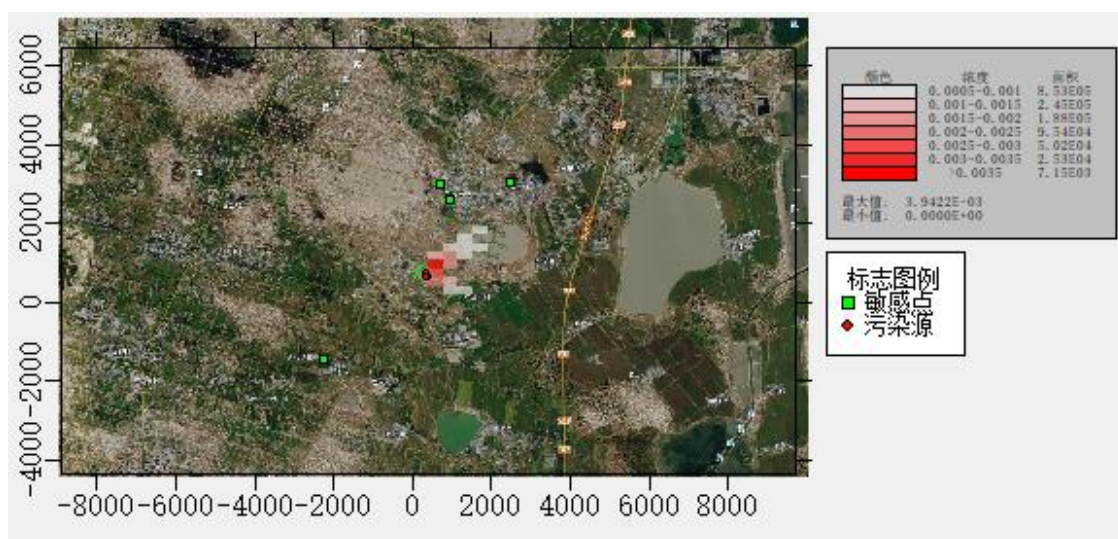 6000
4000
2000
0
-2000
-4000
-8000 -6000 -4000 -2000 0 2000 4000 6000 8000
颜色 浓度 面积
0.0005-0.001 8.53E05
0.001-0.0015 2.45E05
0.0015-0.002 1.88E05
0.002-0.0025 9.54E04
0.0025-0.003 5.02E04
0.003-0.0035 2.53E04
>0.0035 7.15E03
最大值: 3.9422E-03
最小值: 0.0000E+00
标志图例
敏感点
污染源